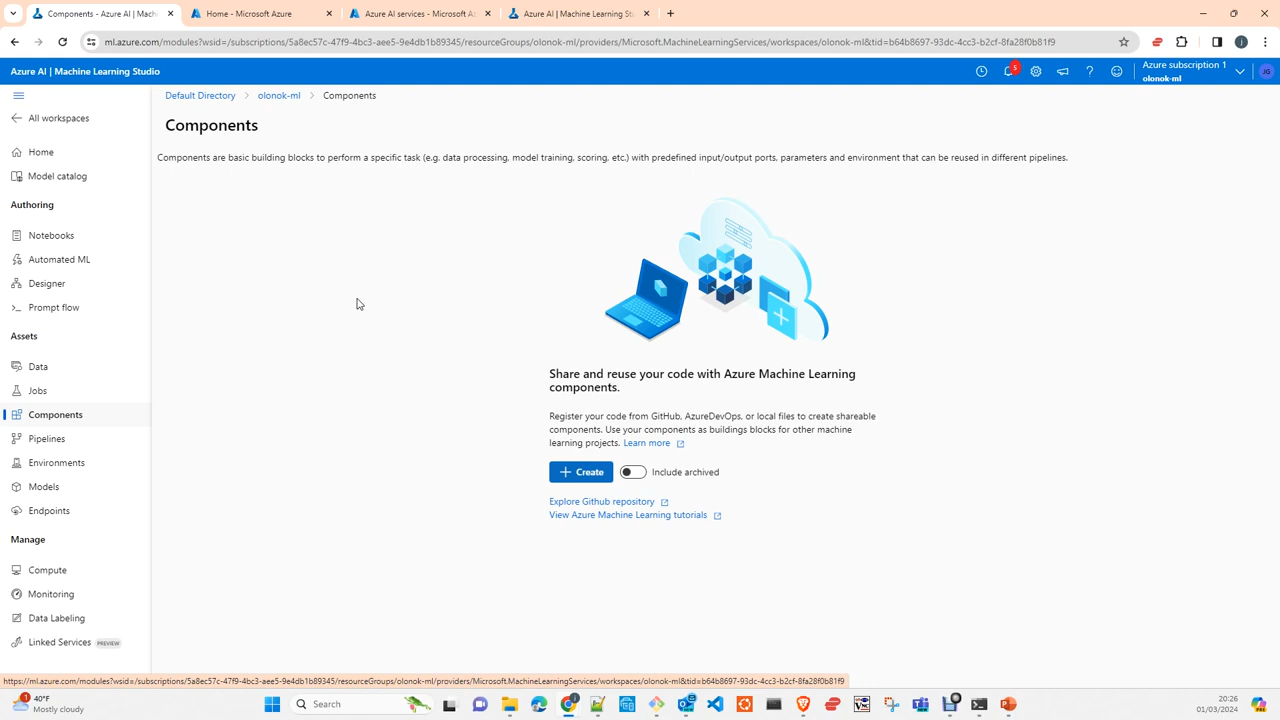 Components - Azure AI | Machi
Home - Microsoft Azure
Azure AI services - Microsoft A
Azure AI | Machine Learning Stu
ml.azure.com/modules?wsid=/subscriptions/5a8ec57c-47f9-4bc3-aee5-9e4db1b89345/resourceGroups/olonok-ml/providers/Microsoft.MachineLearningServices/workspaces/olonok-ml&tid=b64b8697-93dc-4cc3-b2cf-8fa28f0b81f9
Azure AI | Machine Learning Studio
5
Azure subscription 1
olonok-ml
JG
Default Directory > olonok-ml > Components
All workspaces
Home
Model catalog
Authoring
Notebooks
Automated ML
Designer
Prompt flow
Assets
Data
Jobs
Components
Pipelines
Environments
Models
Endpoints
Manage
Compute
Monitoring
Data Labeling
Linked Services PREVIEW
Components
Components are basic building blocks to perform a specific task (e.g. data processing, model training, scoring, etc.) with predefined input/output ports, parameters and environment that can be reused in different pipelines.
Share and reuse your code with Azure Machine Learning
components.
Register your code from GitHub, AzureDevOps, or local files to create shareable
components. Use your components as buildings blocks for other machine
learning projects. Learn more
+ Create
Include archived
Explore Github repository
View Azure Machine Learning tutorials
https://ml.azure.com/modules?wsid=/subscriptions/5a8ec57c-47f9-4bc3-aee5-9e4db1b89345/resourceGroups/olonok-ml/providers/Microsoft.MachineLearningServices/workspaces/olonok-ml&tid=b64b8697-93dc-4cc3-b2cf-8fa28f0b81f9
1
40°F
Mostly cloudy
Search
20:26
01/03/2024